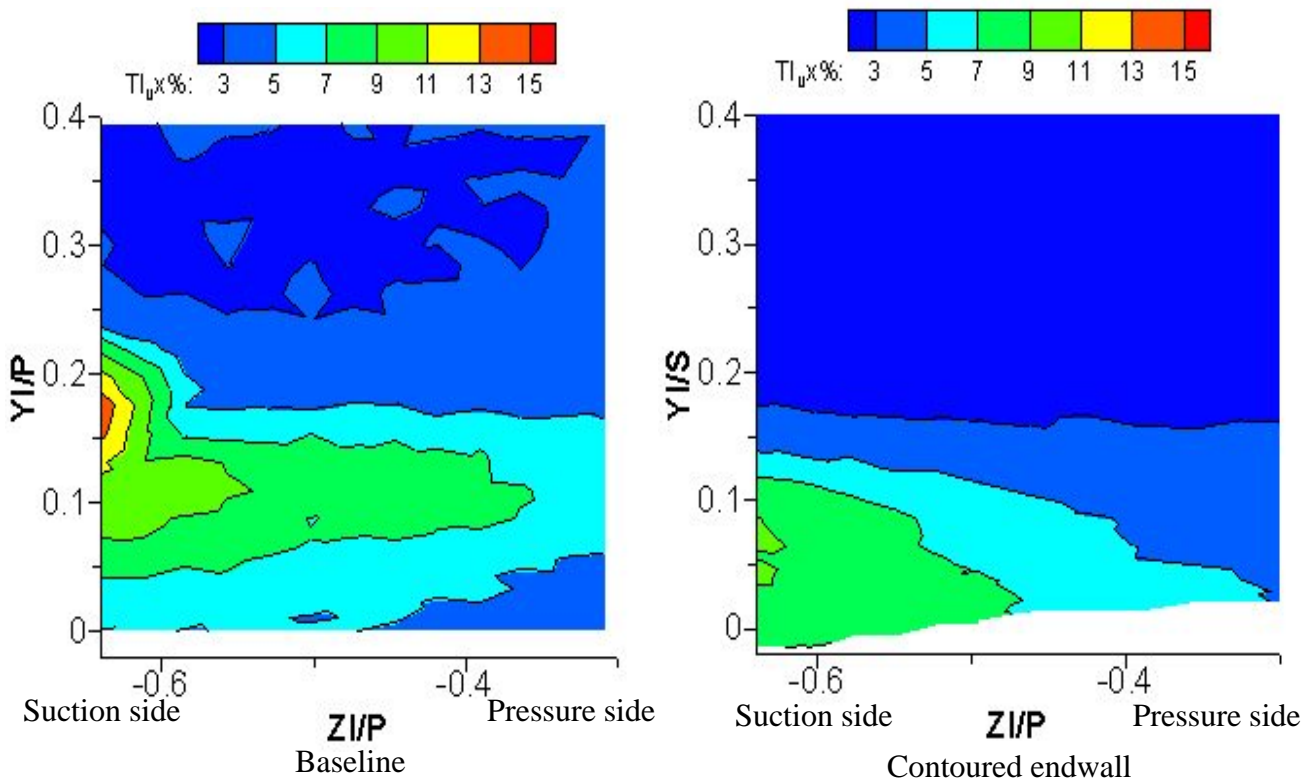 TI_u x%: 3 5 7 9 11 13 15
0.4
0.3
0.2
0.1
0
YI/P
-0.6 -0.4
Suction side Pressure side
ZI/P
Baseline
TI_u x%: 3 5 7 9 11 13 15
0.4
0.3
0.2
0.1
0
YI/S
-0.6 -0.4
Suction side Pressure side
ZI/P
Contoured endwall